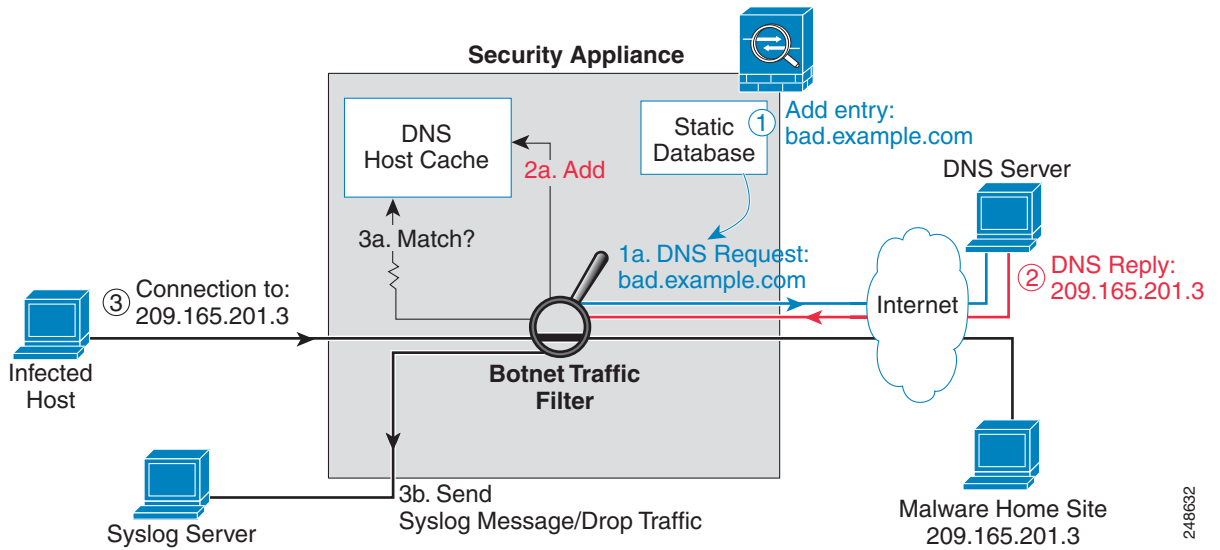 Security Appliance
DNS
Host Cache
Static
Database
1
Add entry:
bad.example.com
2a. Add
DNS Server
3a. Match?
1a. DNS Request:
bad.example.com
2
DNS Reply:
209.165.201.3
3
Connection to:
209.165.201.3
Internet
Infected
Host
Botnet Traffic
Filter
3b. Send
Syslog Message/Drop Traffic
Syslog Server
Malware Home Site
209.165.201.3
248632